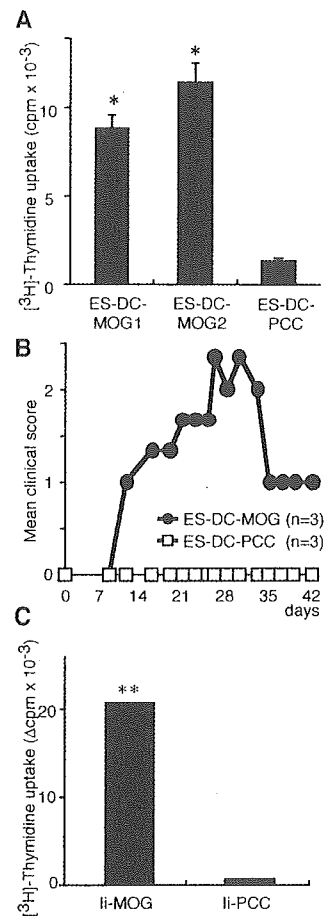 A
[³H]-Thymidine uptake (cpm x 10⁻³)
10
5
0
*
*
ES-DC-
MOG1
ES-DC-
MOG2
ES-DC-
PCC
B
Mean clinical score
2
1
0
ES-DC-MOG (n=3)
ES-DC-PCC (n=3)
0 7 14 21 28 35 42
days
C
[³H]-Thymidine uptake (Δcpm x 10⁻³)
20
10
0
**
Ii-MOG
Ii-PCC